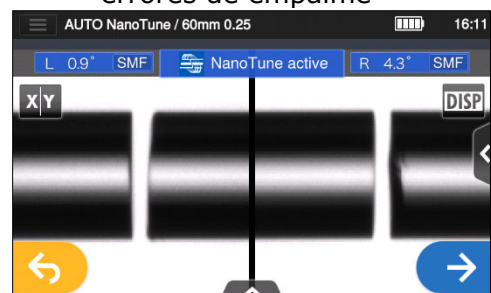 errores de empalme
AUTO NanoTune / 60mm 0.25 16:11
L 0.9° SMF NanoTune active R 4.3° SMF
X Y DISP